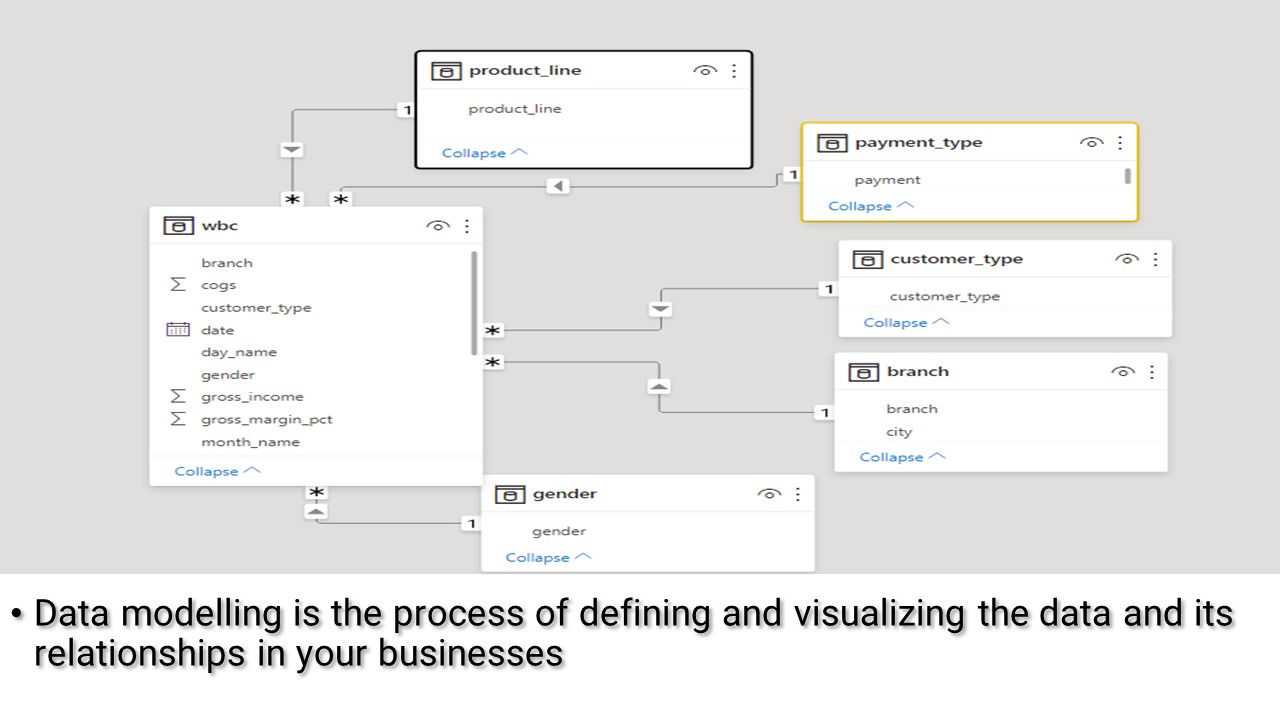 product_line
product_line
Collapse
1
payment_type
payment
Collapse
1
* *
wbc
branch
cogs
customer_type
date
day_name
gender
gross_income
gross_margin_pct
month_name
Collapse
customer_type
customer_type
Collapse
1
*
*
branch
branch
city
Collapse
1
*
gender
gender
Collapse
1
• Data modelling is the process of defining and visualizing the data and its
relationships in your businesses